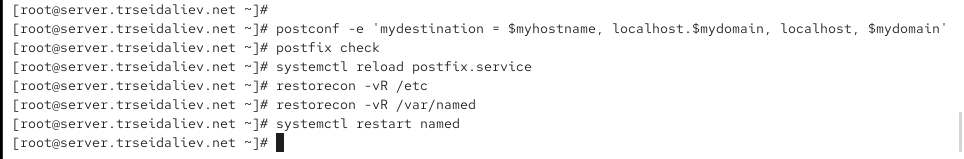 [root@server.trseidaliev.net ~]#
[root@server.trseidaliev.net ~]# postconf -e 'mydestination = $myhostname, localhost.$mydomain, localhost, $mydomain'
[root@server.trseidaliev.net ~]# postfix check
[root@server.trseidaliev.net ~]# systemctl reload postfix.service
[root@server.trseidaliev.net ~]# restorecon -vR /etc
[root@server.trseidaliev.net ~]# restorecon -vR /var/named
[root@server.trseidaliev.net ~]# systemctl restart named
[root@server.trseidaliev.net ~]#